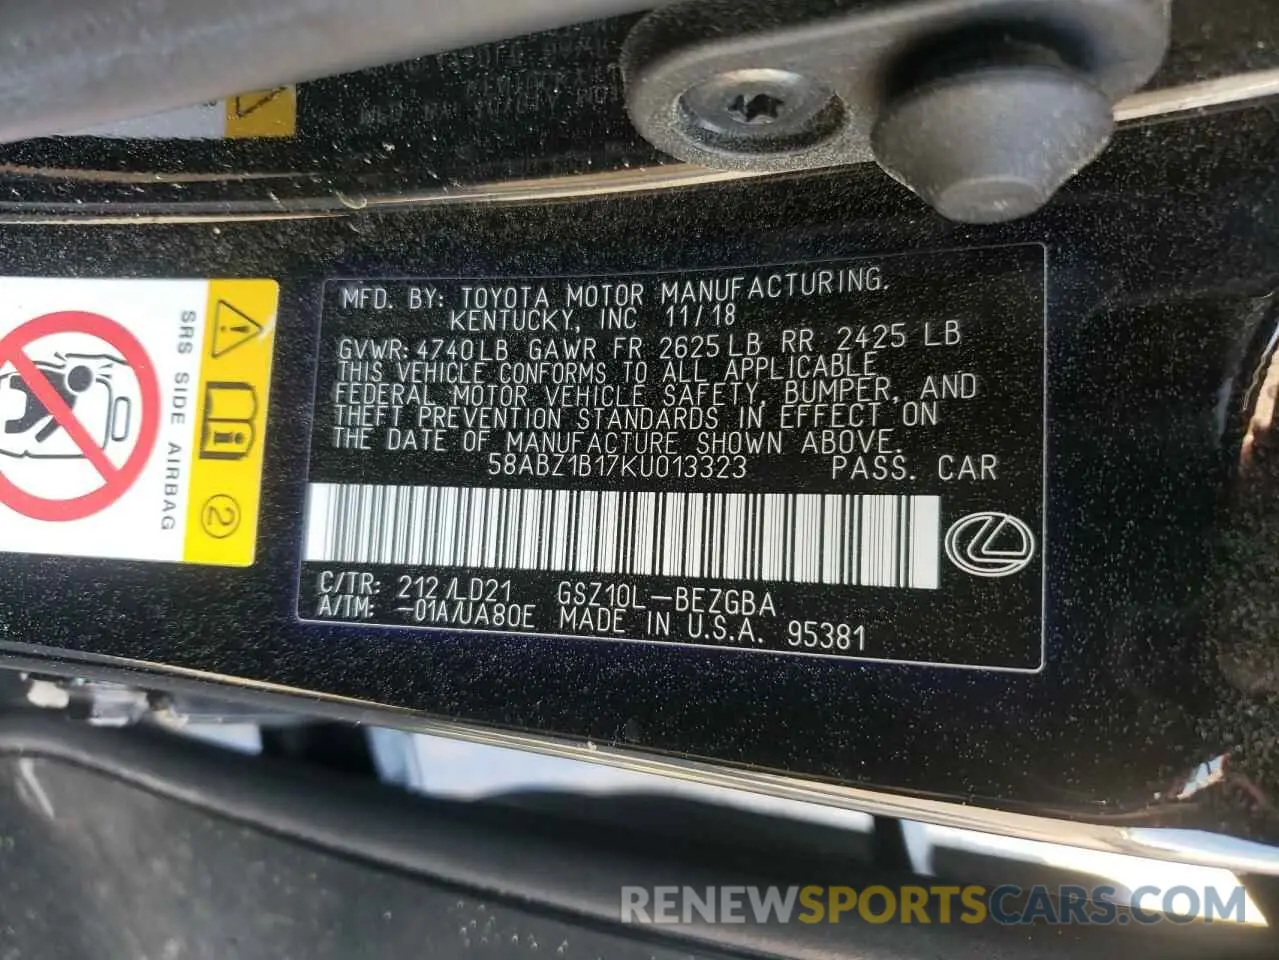 MFD. BY: TOYOTA MOTOR MANUFACTURING.
KENTUCKY, INC 11/18
GVWR: 4740LB GAWR FR 2625LB RR 2425 LB
THIS VEHICLE CONFORMS TO ALL APPLICABLE
FEDERAL MOTOR VEHICLE SAFETY, BUMPER, AND
THEFT PREVENTION STANDARDS IN EFFECT ON
THE DATE OF MANUFACTURE SHOWN ABOVE.
58ABZ1B17KU013323 PASS. CAR
C/TR: 212/LD21 GSZ10L-BEZGBA
A/TM: -01A/UA80E MADE IN U.S.A. 95381
SRS SIDE AIRBAG
2
RENEWSPORTSCARS.COM